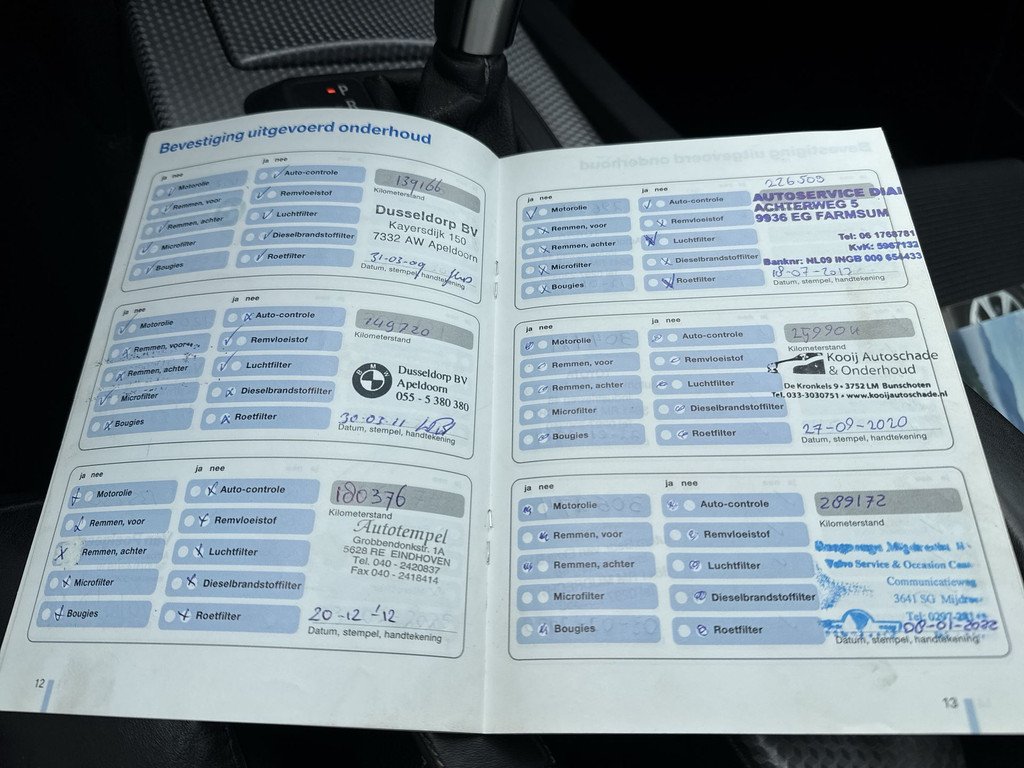 P
R
Bevestiging uitgevoerd onderhoud
ja nee
ja nee
Motorolie
Auto-controle
139166
Remmen, voor
Remvloeistof
Kilometerstand
Remmen, achter
Luchtfilter
Dusseldorp BV
Kayersdijk 150
Microfilter
Dieselbrandstoffilter
7332 AW Apeldoorn
Bougies
Roetfilter
31-03-09
Datum, stempel, handtekening
ja nee
ja nee
Motorolie
Auto-controle
149720
Remmen, voor
Remvloeistof
Kilometerstand
Remmen, achter
Luchtfilter
BMW
Dusseldorp BV
Apeldoorn
055 - 5 380 380
Microfilter
Dieselbrandstoffilter
Bougies
Roetfilter
30-03-11
Datum, stempel, handtekening
ja nee
ja nee
Motorolie
Auto-controle
180376
Remmen, voor
Remvloeistof
Kilometerstand
Autotempel
Grobbendonkstr. 1A
5628 RE EINDHOVEN
Tel. 040 - 2420837
Fax 040 - 2418414
Remmen, achter
Luchtfilter
Microfilter
Dieselbrandstoffilter
Bougies
Roetfilter
20-12-'12
Datum, stempel, handtekening
12
ja nee
ja nee
Motorolie
Auto-controle
226503
AUTOSERVICE DIA
ACHTERWEG 5
9936 EG FARMSUM
Remmen, voor
Remvloeistof
Remmen, achter
Luchtfilter
Tel: 06 1768781
KvK: 5967132
Microfilter
Dieselbrandstoffilter
Banknr: NL09 INGB 000 654433
Bougies
Roetfilter
Datum, stempel, handtekening
ja nee
ja nee
Motorolie
Auto-controle
259904
Kilometerstand
Remmen, voor
Remvloeistof
Kooij Autoschade
& Onderhoud
Remmen, achter
Luchtfilter
De Kronkels 9 • 3752 LM Bunschoten
Tel. 033-3030751 • www.kooijautoschade.nl
Microfilter
Dieselbrandstoffilter
Bougies
Roetfilter
27-09-2020
Datum, stempel, handtekening
ja nee
ja nee
Motorolie
Auto-controle
289172
Remmen, voor
Remvloeistof
Kilometerstand
Remmen, achter
Luchtfilter
Volvo Service & Occasion
Communicatieweg
Microfilter
Dieselbrandstoffilter
3641 SG Mijdre
Bougies
Roetfilter
08-01-2022
Datum, stempel, handtekening
13